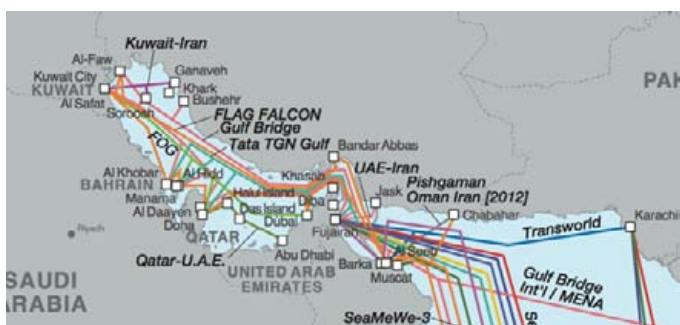 Kuwait-Iran
Al-Faw
Kuwait City
Ganaveh
KUWAIT
Khark
Al Safat
Bushehr
Soroosh
FLAG FALCON
Gulf Bridge
FOG
Tata TGN Gulf
Bandar Abbas
PAK
UAE-Iran
Al Khobar
Al Hidd
Khasab
Pishgaman
Oman Iran [2012]
BAHRAIN
Manama
Halul Island
Diba
Jask
Al Daayen
Das Island
Chabahar
Karachi
Doha
Dubai
Fujairah
Transworld
Riyadh
QATAR
Abu Dhabi
Al Seeb
Qatar-U.A.E.
Barka
Muscat
Gulf Bridge
Int'l / MENA
UNITED ARAB
EMIRATES
SAUDI
ARABIA
SeaMeWe-3